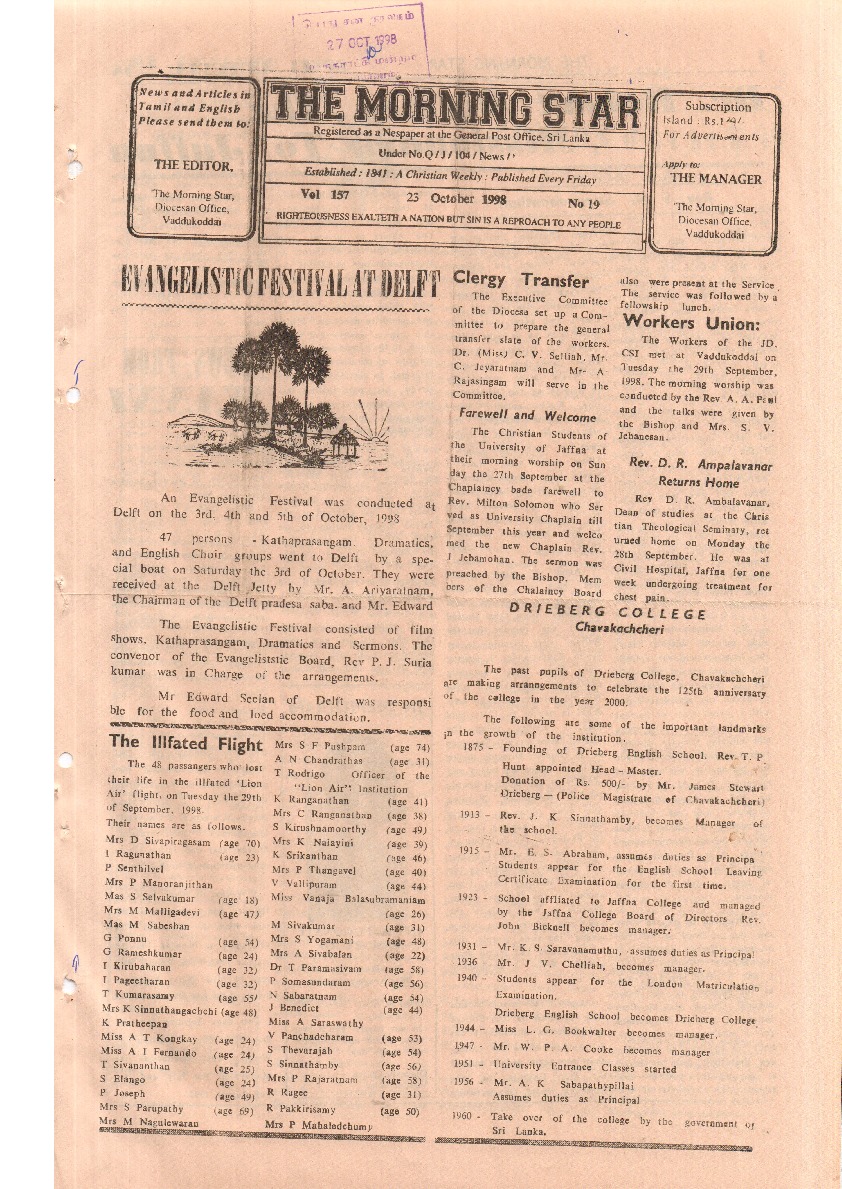 பொது சன நூலகம்
27 OCT 1998
News and Articles in
Tamil and English
Please send them to:
THE EDITOR,
The Morning Star,
Diocesan Office,
Vaddukoddai
THE MORNING STAR
Registered as a Nespaper at the General Post Office, Sri Lanka
Under No.Q / J / 104 / News /
Established : 1841 : A Christian Weekly : Published Every Friday
Vol 157 23 October 1998 No 19
RIGHTEOUSNESS EXALTETH A NATION BUT SIN IS A REPROACH TO ANY PEOPLE
Subscription
Island : Rs.
For Advertisements
Apply to:
THE MANAGER
The Morning Star,
Diocesan Office,
Vaddukoddai
EVANGELISTIC FESTIVAL AT DELFT
An Evangelistic Festival was conducted at
Delft on the 3rd. 4th and 5th of October, 1998
47 persons - Kathaprasangam. Dramatics,
and English Choir groups went to Delft by a spe-
cial boat on Saturday the 3rd of October. They were
received at the Delft Jetty by Mr. A. Ariyaratnam,
the Chairman of the Delft pradesa saba. and Mr. Edward
The Evangelistic Festival consisted of film
shows. Kathaprasangam, Dramatics and Sermons. The
convenor of the Evangeliststic Board, Rev P. J. Suria
kumar was in Charge of the arrangements.
Mr Edward Seelan of Delft was responsi
ble for the food and loed accommodation.
The Illfated Flight
The 48 passangers who lost
their life in the illfated 'Lion
Air' flight, on Tuesday the 29th
of September, 1998.
Their names are as follows.
Mrs D Sivapiragasam (age 70)
I Ragunathan (age 23)
P Senthilvel
Mrs P Manoranjithan
Mas S Selvakumar (age 18)
Mrs M Malligadevi (age 47)
Mas M Sabeshan
G Ponnu (age 54)
G Rameshkumar (age 24)
I Kirubaharan (age 32)
I Pageetharan (age 32)
T Kumarasamy (age 55)
Mrs K Sinnathangachchi (age 48)
K Pratheepan
Miss A T Kongkay (age 24)
Miss A I Fernando (age 24)
T Sivananthan (age 25)
S Elango (age 24)
P Joseph (age 49)
Mrs S Parupathy (age 69)
Mrs M Nagulewaran
Mrs S F Pushpam (age 74)
A N Chandrathas (age 31)
T Rodrigo Officer of the
"Lion Air" Institution
K Ranganathan (age 41)
Mrs C Ranganathan (age 38)
S Kirushnamoorthy (age 49)
Mrs K Nalayini (age 39)
K Srikanthan (age 46)
Mrs P Thangavel (age 40)
V Vallipuram (age 44)
Miss Vanaja Balasubramaniam
(age 26)
M Sivakumar (age 31)
Mrs S Yogamani (age 48)
Mrs A Sivabalan (age 22)
Dr T Paramasivam (age 58)
P Somasundaram (age 56)
N Sabaratnam (age 54)
J Benedict (age 44)
Miss A Saraswathy
V Panchadcharam (age 53)
S Thevarajah (age 54)
S Sinnathamby (age 56)
Mrs P Rajaratnam (age 58)
R Ragee (age 31)
R Pakkirisamy (age 50)
Mrs P Mahaledchumy
Clergy Transfer
The Executive Committee
of the Diocesa set up a Com-
mittee to prepare the general
transfer slate of the workers.
Dr. (Miss) C. V. Selliah, Mr.
C. Jeyaratnam and Mr- A-
Rajasingam will serve in the
Committee.
Farewell and Welcome
The Christian Students of
the University of Jaffna at
their morning worship on Sun
day the 27th September at the
Chaplaincy bade farewell to
Rev. Milton Solomon who Ser
ved as University Chaplain till
September this year and welco
med the new Chaplain Rev.
J Jebamohan. The sermon was
preached by the Bishop. Mem
bers of the Chalaincy Board
also were present at the Service
The service was followed by a
fellowship lunch.
Workers Union:
The Workers of the JD.
CSI met at Vaddukoddai on
Tuesday the 29th September,
1998. The morning worship was
conducted by the Rev. A. A. Paul
and the talks were given by
the Bishop and Mrs. S. V.
Jebanesan.
Rev. D. R. Ampalavanar
Returns Home
Rev D. R. Ambalavanar,
Dean of studies at the Chris
tian Theological Seminary, ret
urned home on Monday the
28th September. He was at
Civil Hospital, Jaffna for one
week undergoing treatment for
chest pain.
DRIEBERG COLLEGE
Chavakachcheri
The past pupils of Drieberg College, Chavakachcheri
are making arrangements to celebrate the 125th anniversary
of the college in the year 2000.
The following are some of the important landmarks
in the growth of the institution.
1875 - Founding of Drieberg English School. Rev. T. P
Hunt appointed Head - Master.
Donation of Rs. 500/- by Mr. James Stewart
Drieberg — (Police Magistrate of Chavakachcheri)
1913 - Rev. J. K Sinnathamby, becomes Manager of
the school.
1915 - Mr. E. S. Abraham, assumes duties as Principa
Students appear for the English School Leaving
Certificate Examination for the first time.
1923 - School affliated to Jaffna College and managed
by the Jaffna College Board of Directors Rev.
John Bicknell becomes manager.
1931 - Mr. K. S. Saravanamuthu, assumes duties as Principal
1936 - Mr. J V. Chelliah, becomes manager.
1940 - Students appear for the London Matriculation
Examination.
Drieberg English School becomes Drieberg College
1944 - Miss L. G. Bookwalter becomes manager.
1947 - Mr. W. P. A. Cooke becomes manager
1951 - University Entrance Classes started
1956 - Mr. A. K Sabapathypillai
Assumes duties as Principal
1960 - Take over of the college by the government of
Sri Lanka.